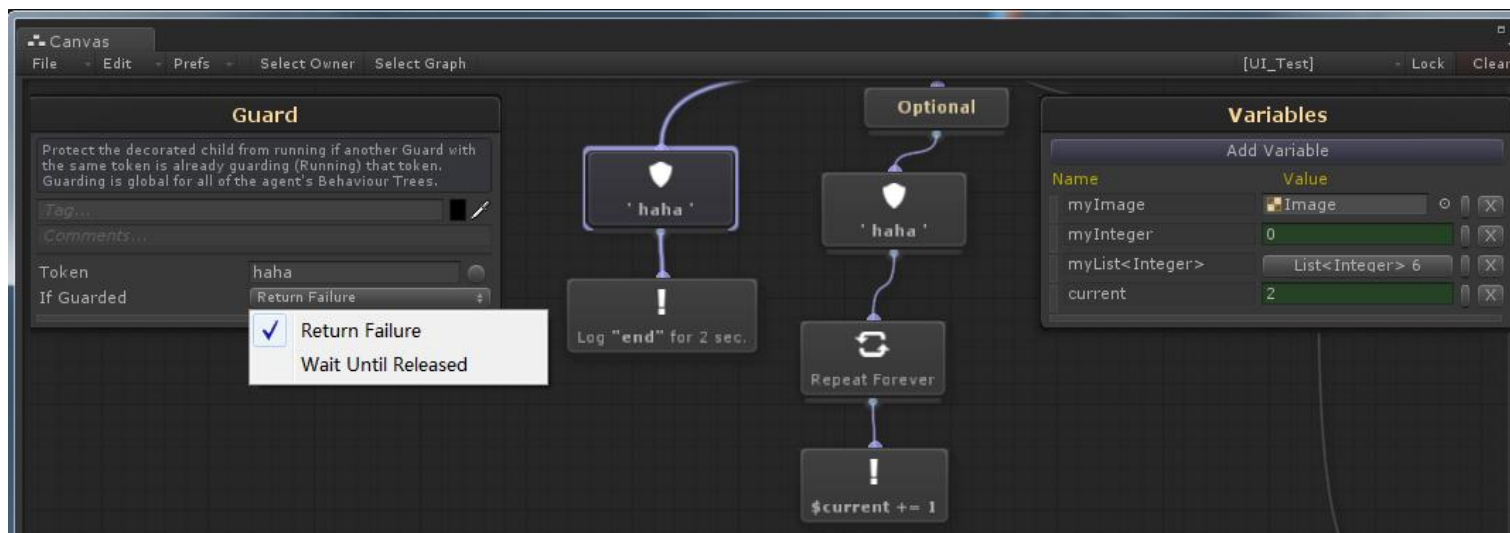 Canvas
File Edit Prefs Select Owner Select Graph [UI_Test] Lock Clear
Guard
Protect the decorated child from running if another Guard with
the same token is already guarding (Running) that token.
Guarding is global for all of the agent's Behaviour Trees.
Tag...
Comments...
Token haha
If Guarded Return Failure
Return Failure
Wait Until Released
' haha '
Log "end" for 2 sec.
Optional
' haha '
Repeat Forever
$current += 1
Variables
Add Variable
Name Value
myImage Image X
myInteger 0 X
myList<Integer> List<Integer> 6 X
current 2 X